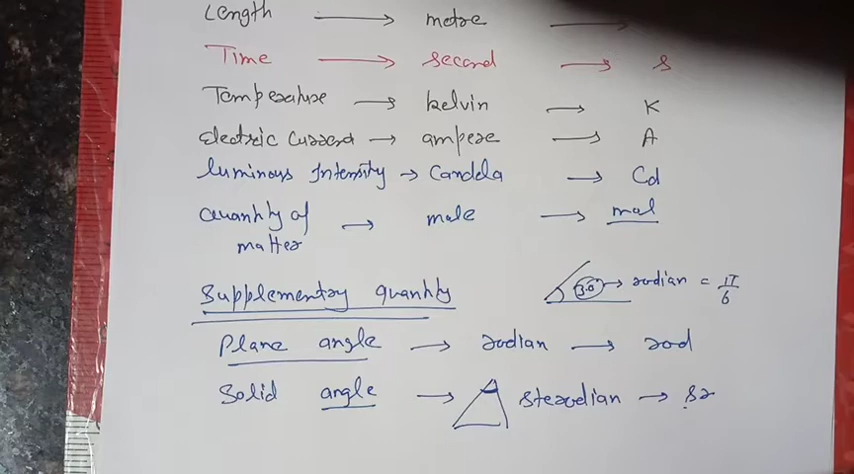 Length → metre →
Time → second → s
Temperature → kelvin → K
Electric Current → ampere → A
luminous Intensity → Candela → Cd
Quantity of matter → mole → mol
30° → radian = π/6
Supplementary quantity
Plane angle → radian → rad
Solid angle → steradian → sr